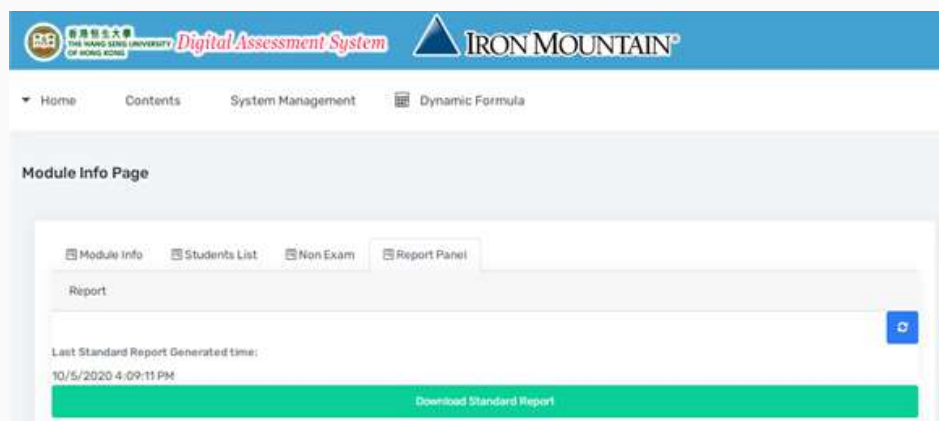 香港恒生大學
THE HANG SENG UNIVERSITY
OF HONG KONG
Digital Assessment System
IRON MOUNTAIN®
Home Contents System Management Dynamic Formula
Module Info Page
Module Info Students List Non Exam Report Panel
Report
Last Standard Report Generated time:
10/5/2020 4:09:11 PM
Download Standard Report